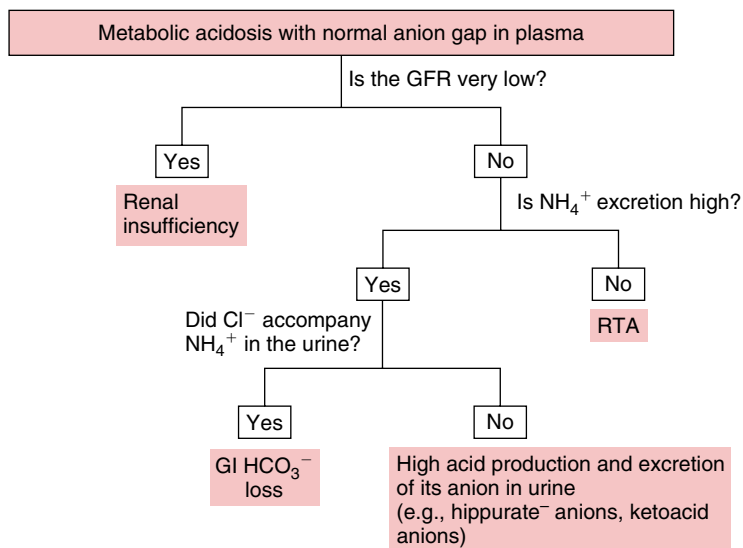 Metabolic acidosis with normal anion gap in plasma
Is the GFR very low?
Yes
No
Renal
insufficiency
Is NH₄⁺ excretion high?
Yes
No
Did Cl⁻ accompany
NH₄⁺ in the urine?
RTA
Yes
No
GI HCO₃⁻
loss
High acid production and excretion
of its anion in urine
(e.g., hippurate⁻ anions, ketoacid
anions)